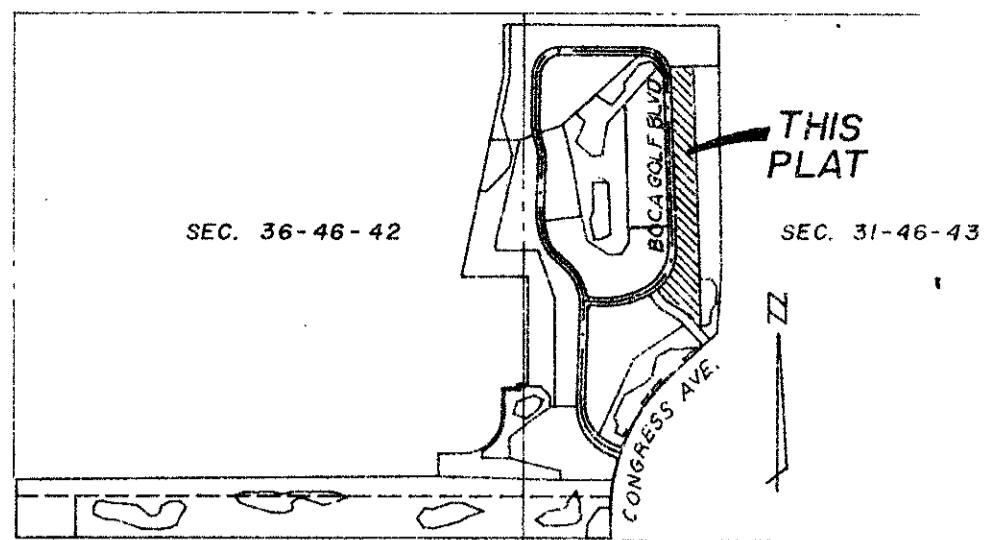 THIS
PLAT
BOCA GOLF BLVD
SEC. 36-46-42
SEC. 31-46-43
N
CONGRESS AVE.